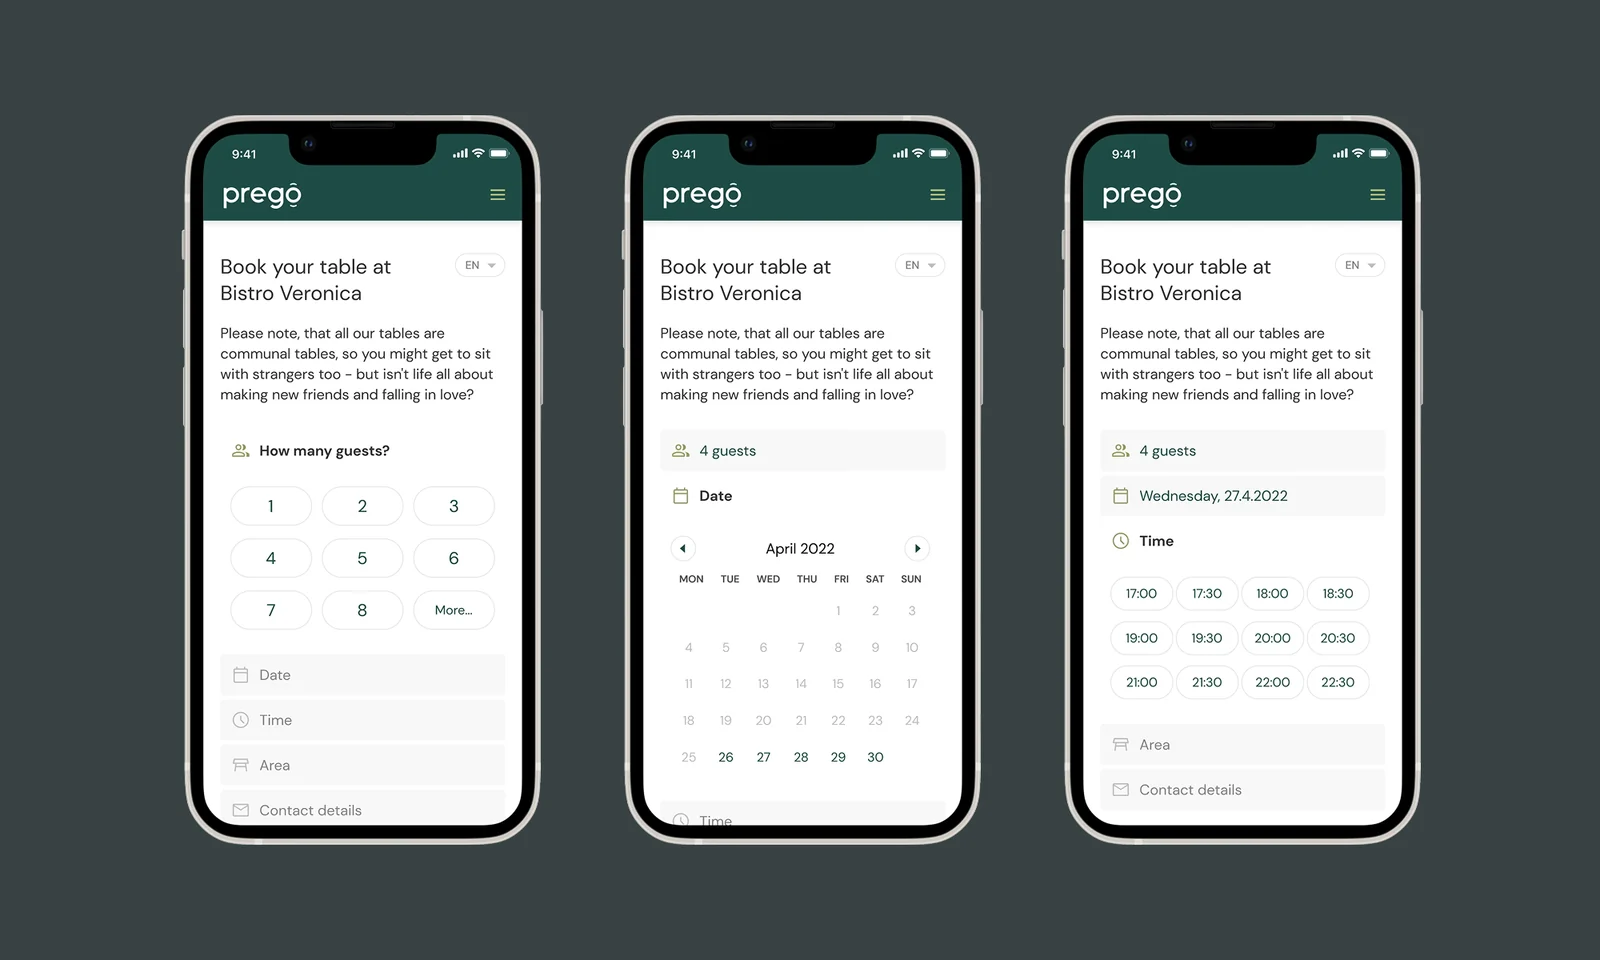 9:41
pregô
Book your table at
Bistro Veronica
EN
Please note, that all our tables are
communal tables, so you might get to sit
with strangers too - but isn't life all about
making new friends and falling in love?
How many guests?
1 2 3
4 5 6
7 8 More...
Date
Time
Area
Contact details
9:41
pregô
Book your table at
Bistro Veronica
EN
Please note, that all our tables are
communal tables, so you might get to sit
with strangers too - but isn't life all about
making new friends and falling in love?
4 guests
Date
April 2022
MON TUE WED THU FRI SAT SUN
1 2 3
4 5 6 7 8 9 10
11 12 13 14 15 16 17
18 19 20 21 22 23 24
25 26 27 28 29 30
Time
9:41
pregô
Book your table at
Bistro Veronica
EN
Please note, that all our tables are
communal tables, so you might get to sit
with strangers too - but isn't life all about
making new friends and falling in love?
4 guests
Wednesday, 27.4.2022
Time
17:00 17:30 18:00 18:30
19:00 19:30 20:00 20:30
21:00 21:30 22:00 22:30
Area
Contact details